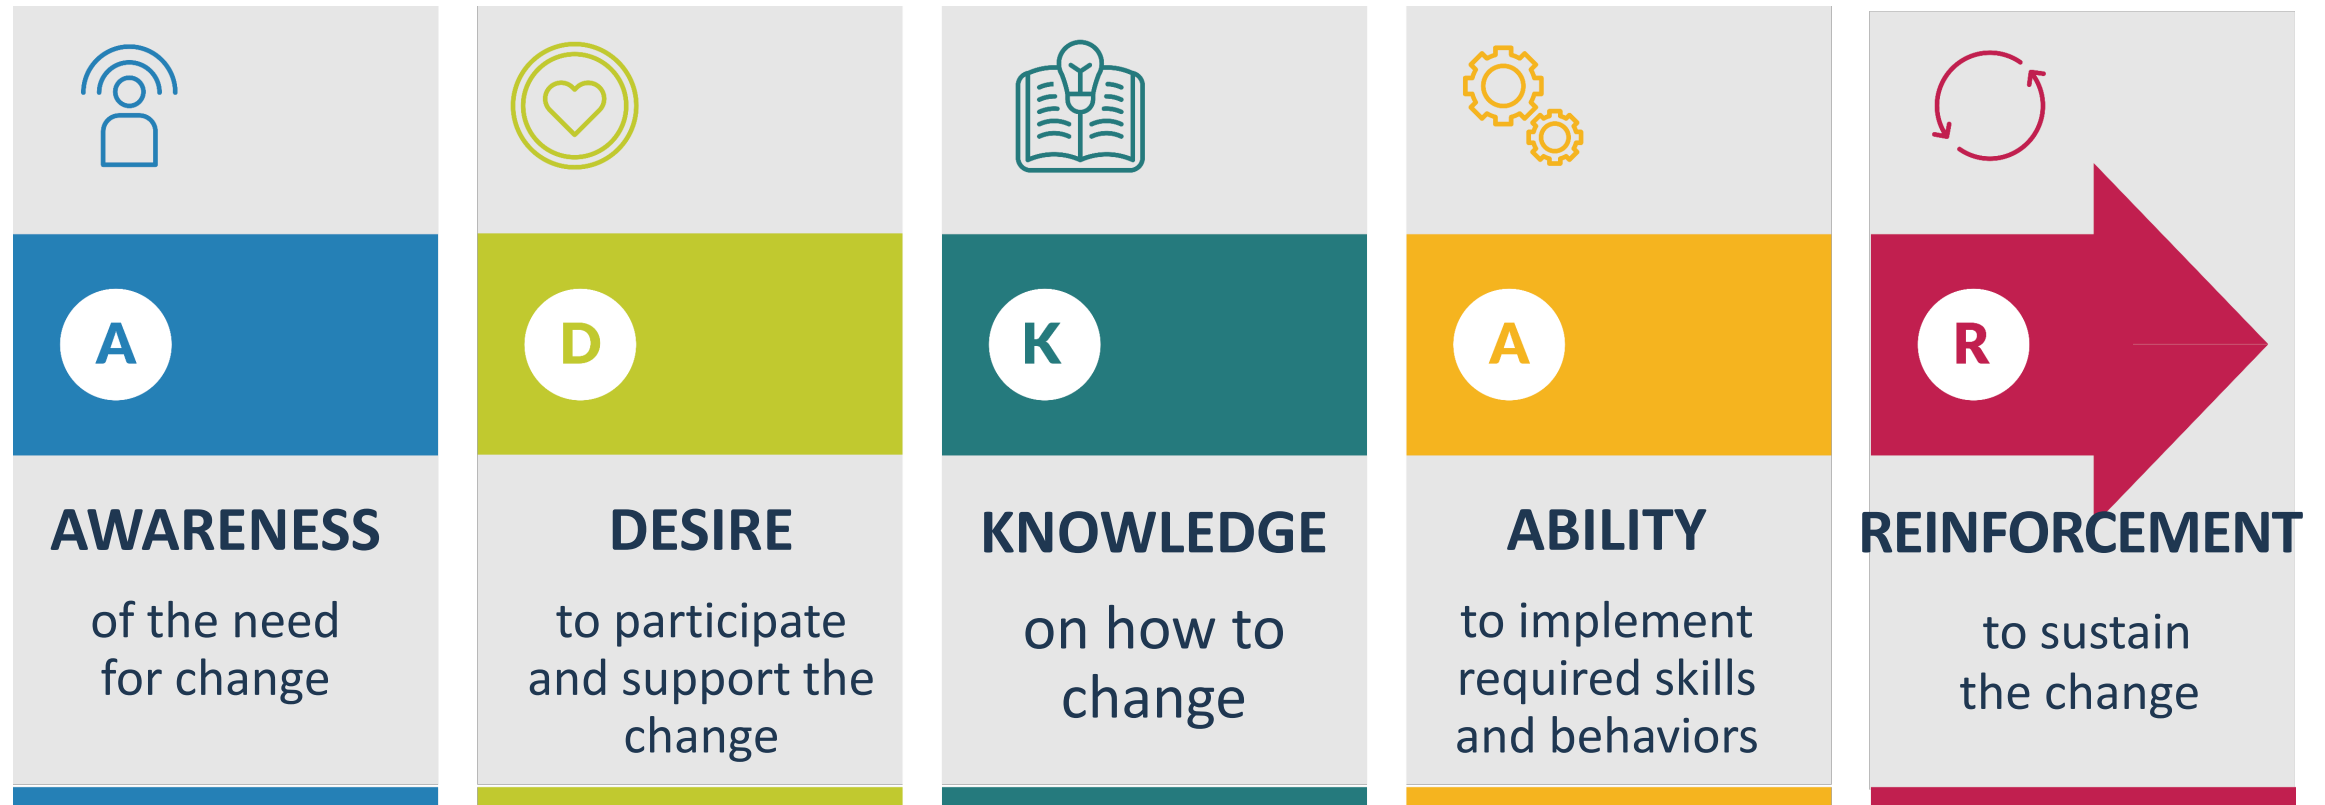 A
D
K
A
R
AWARENESS
of the need
for change
DESIRE
to participate
and support the
change
KNOWLEDGE
on how to
change
ABILITY
to implement
required skills
and behaviors
REINFORCEMENT
to sustain
the change